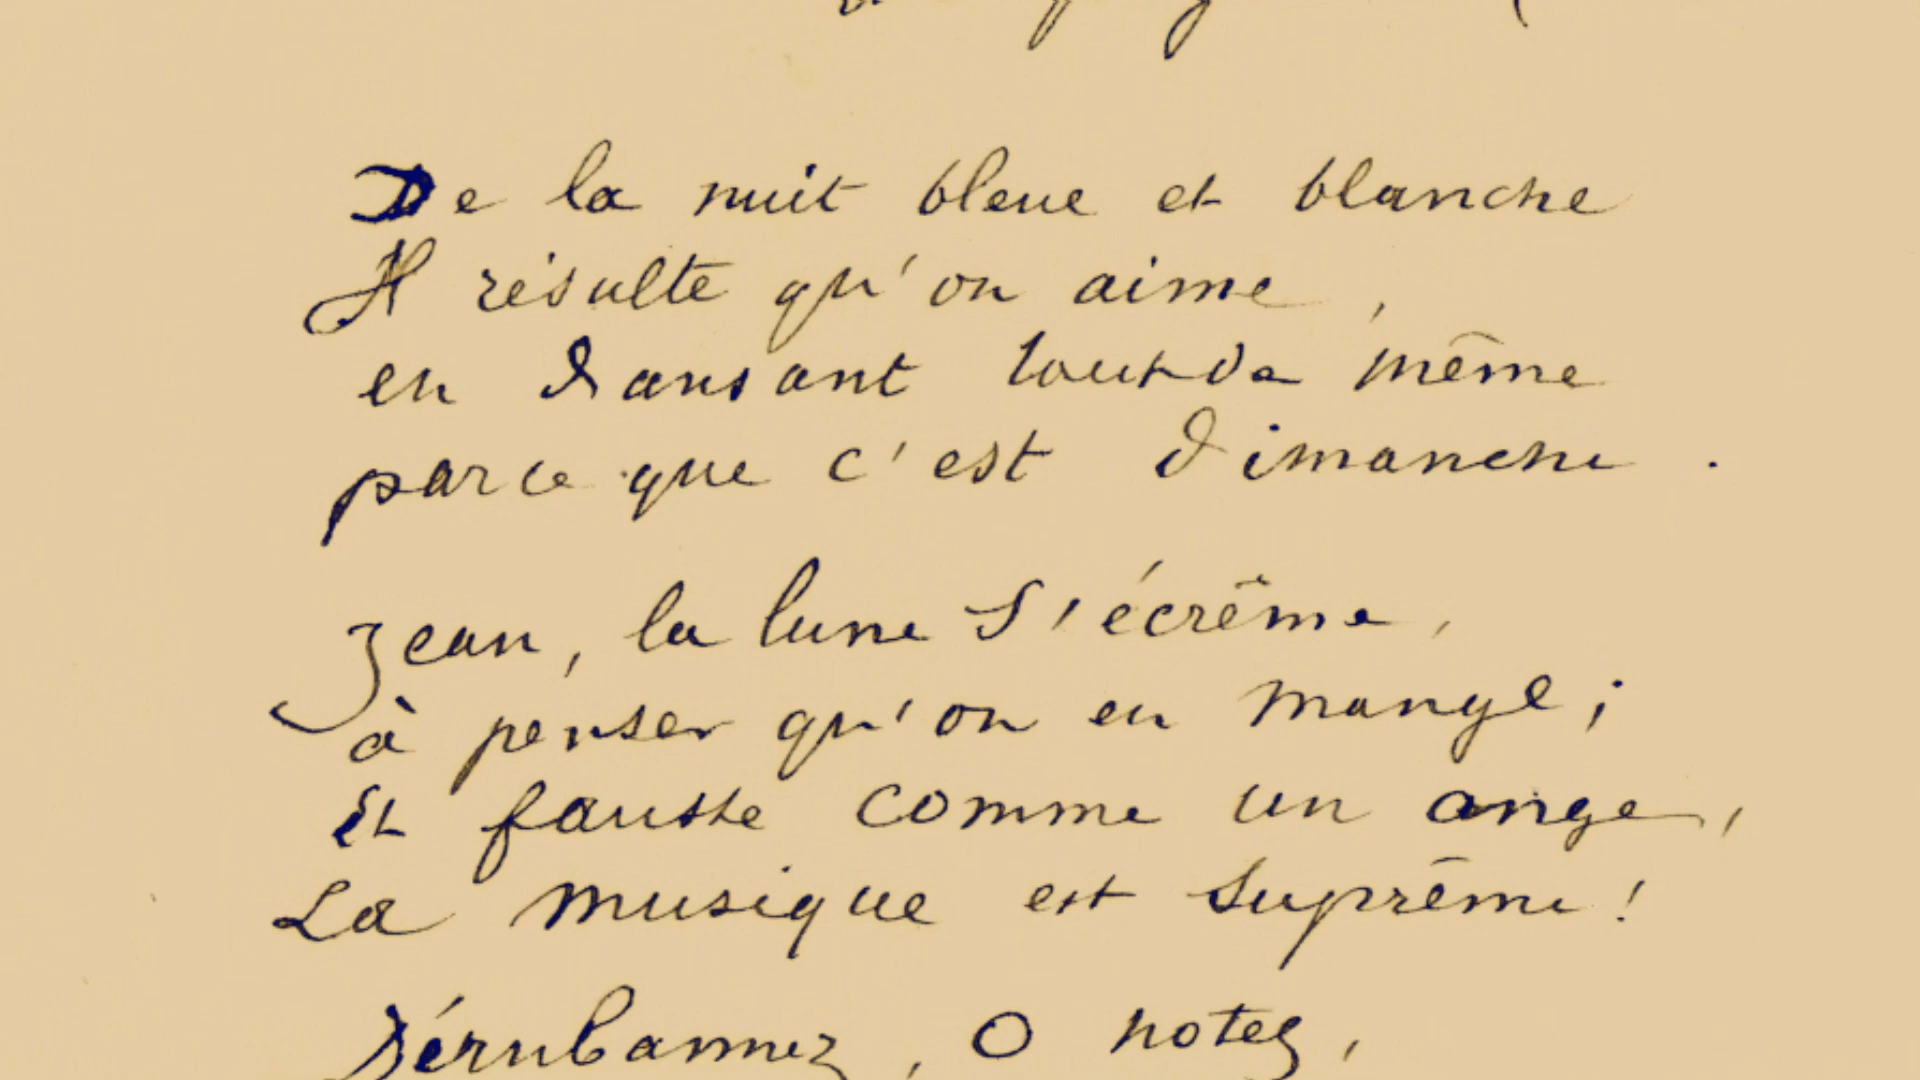 De la nuit bleue et blanche
Il résulte qu'on aime,
en dansant tout de même
parce que c'est dimanche.
Jean, la lune s'écrême,
à penser qu'on en mange;
Et fauste comme un ange,
La musique est suprême!
Dérubannez, O notes,